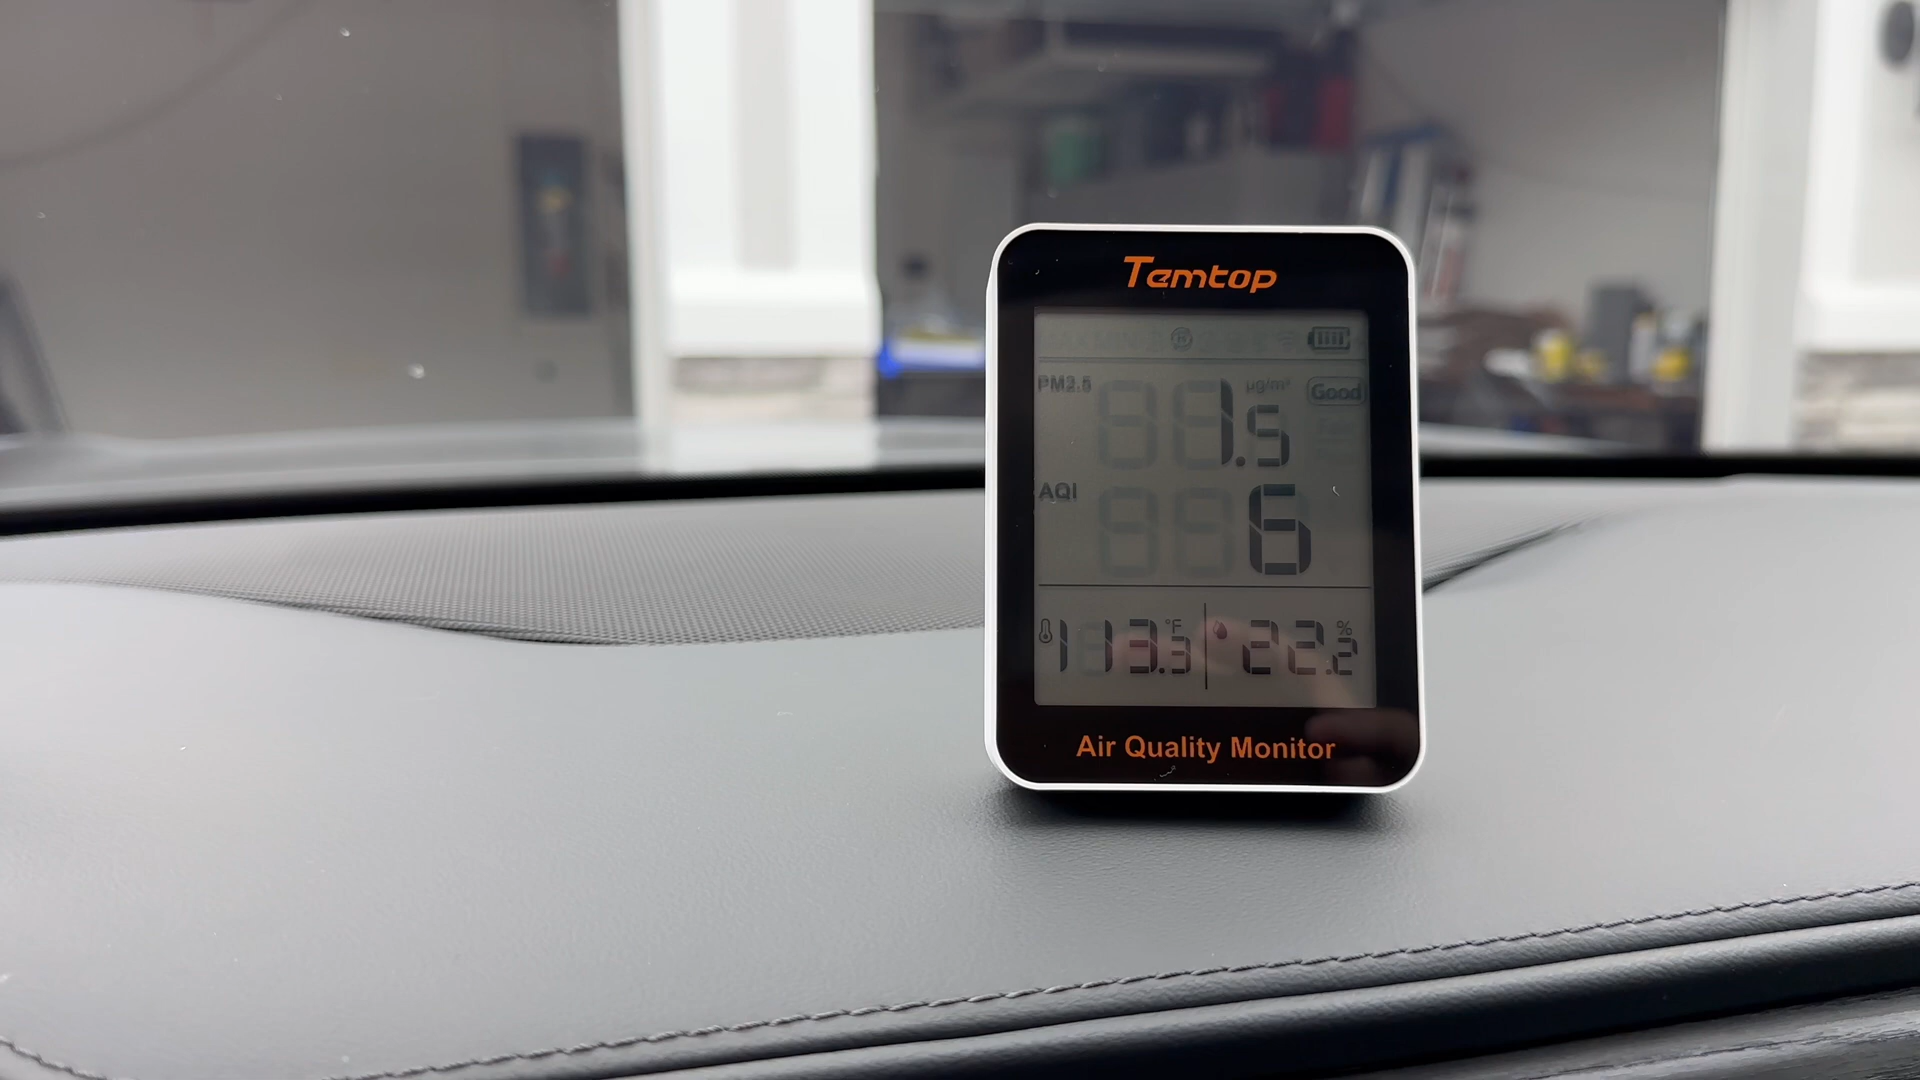 Temtop
PM2.5 1.5 µg/m³ Good
AQI 6
113.3 °F 22.2 %
Air Quality Monitor